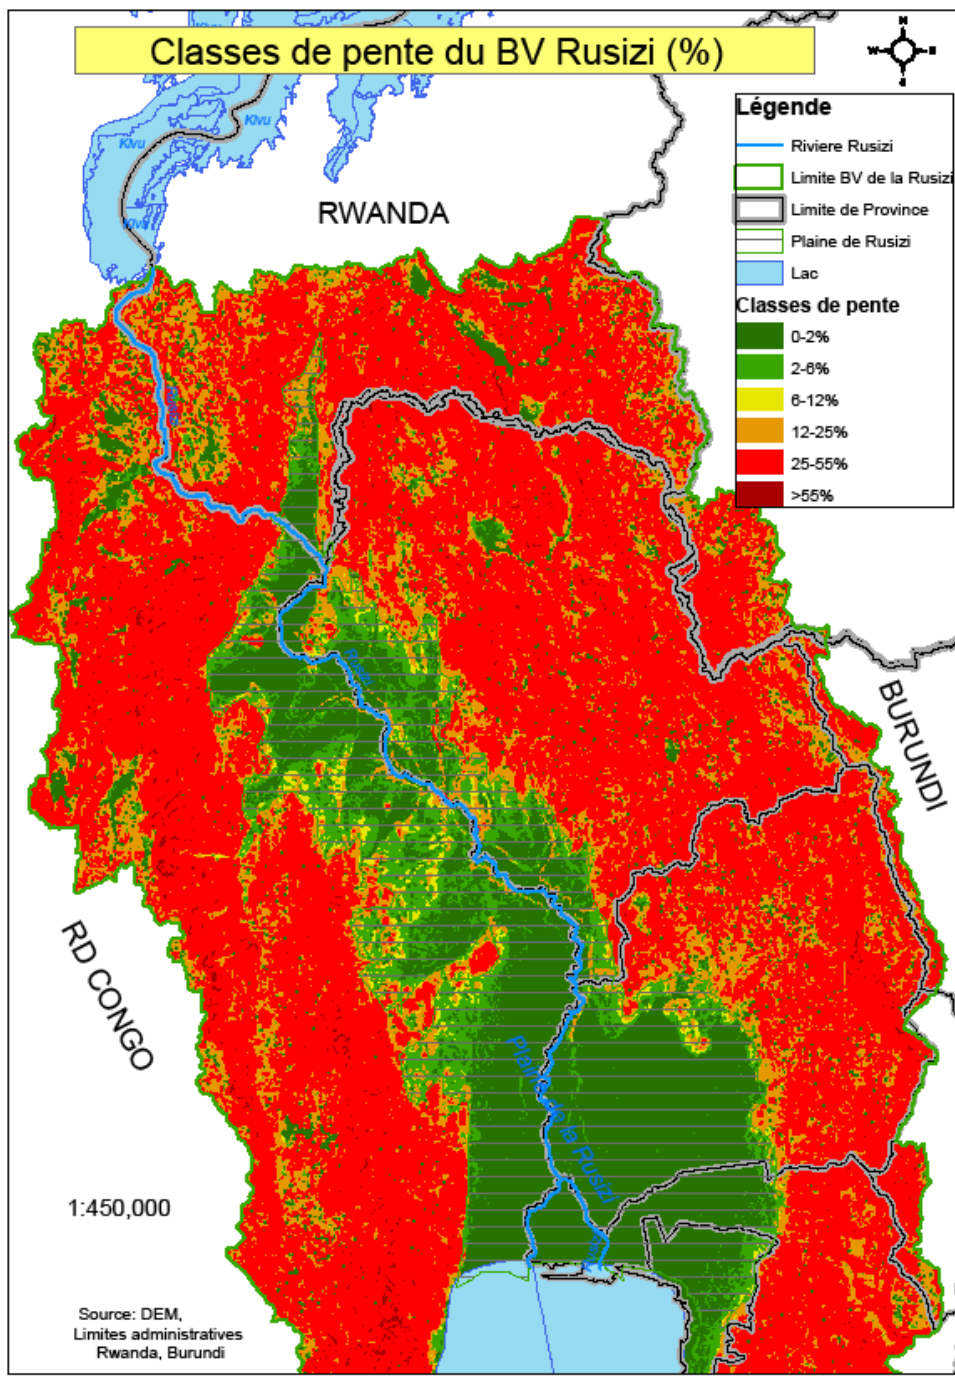 Classes de pente du BV Rusizi (%)
N
W
E
S
Légende
Riviere Rusizi
Limite BV de la Rusizi
Limite de Province
Plaine de Rusizi
Lac
Classes de pente
0-2%
2-6%
6-12%
12-25%
25-55%
>55%
Kivu
Kivu
Kivu
RWANDA
BURUNDI
RD CONGO
Plaine de la Rusizi
1:450,000
Source: DEM,
Limites administratives
Rwanda, Burundi